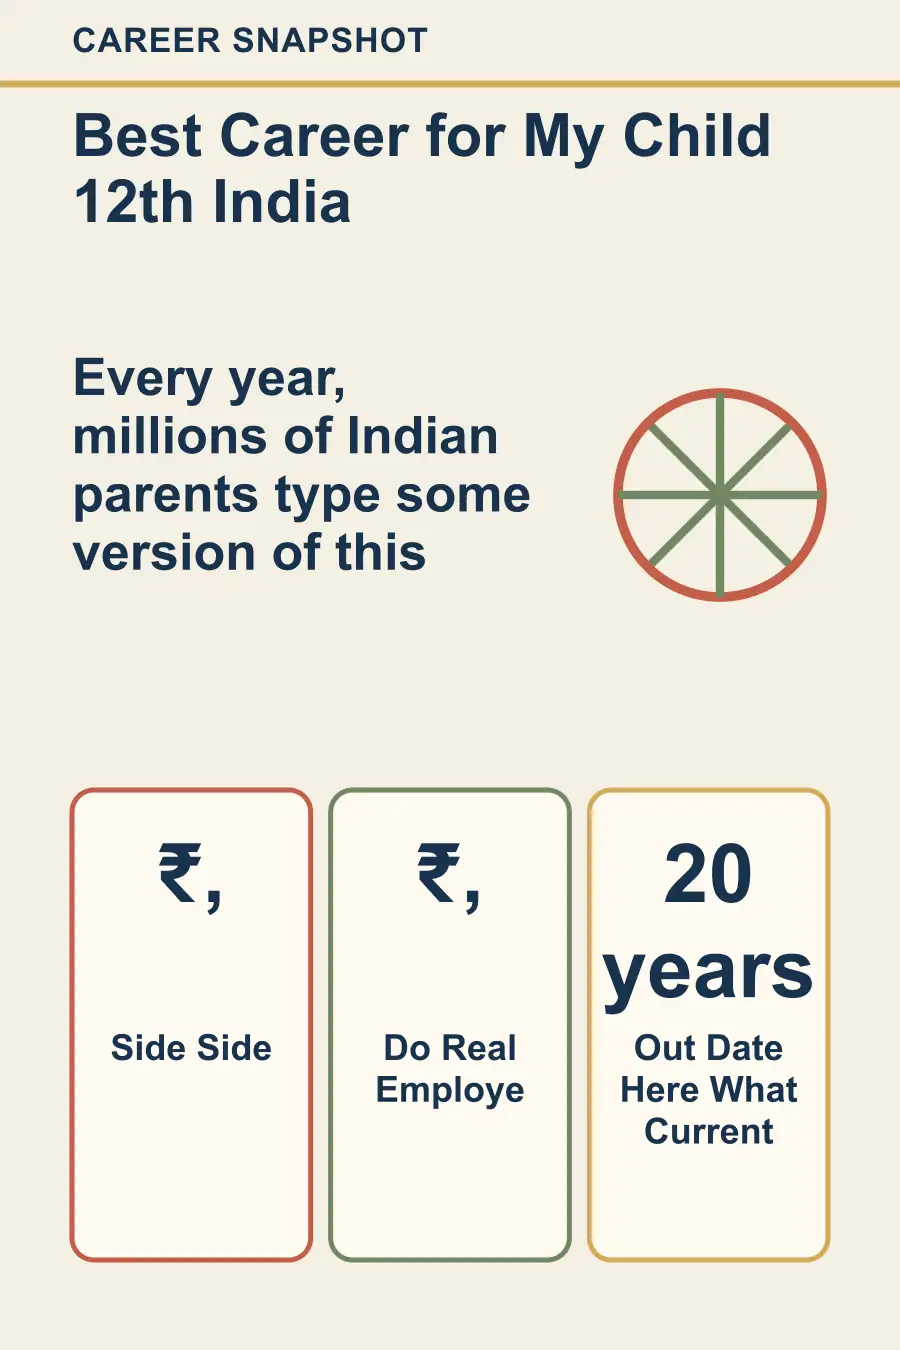 CAREER SNAPSHOT
Best Career for My Child
12th India
Every year,
millions of Indian
parents type some
version of this
₹,
Side Side
₹,
Do Real
Employe
20
years
Out Date
Here What
Current